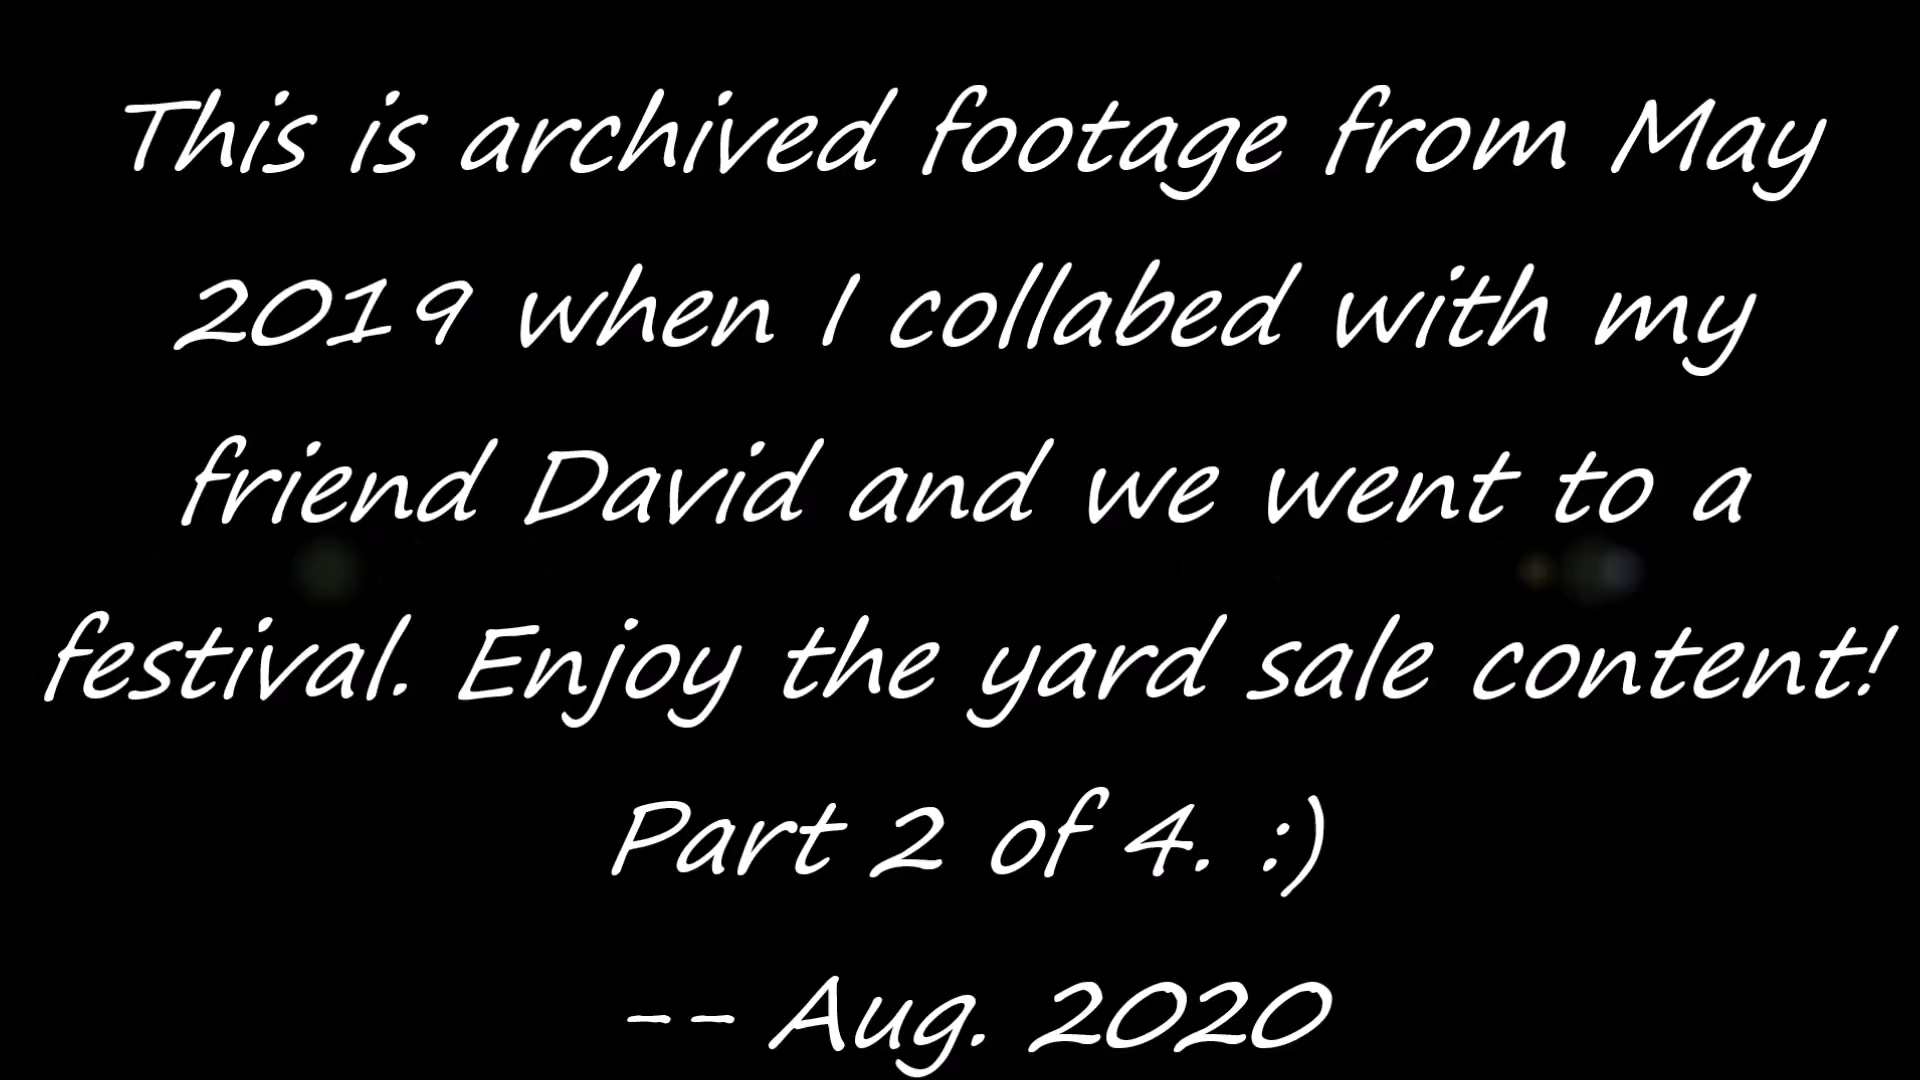 This is archived footage from May
2019 when I collabed with my
friend David and we went to a
festival. Enjoy the yard sale content!
Part 2 of 4. :)
-- Aug. 2020